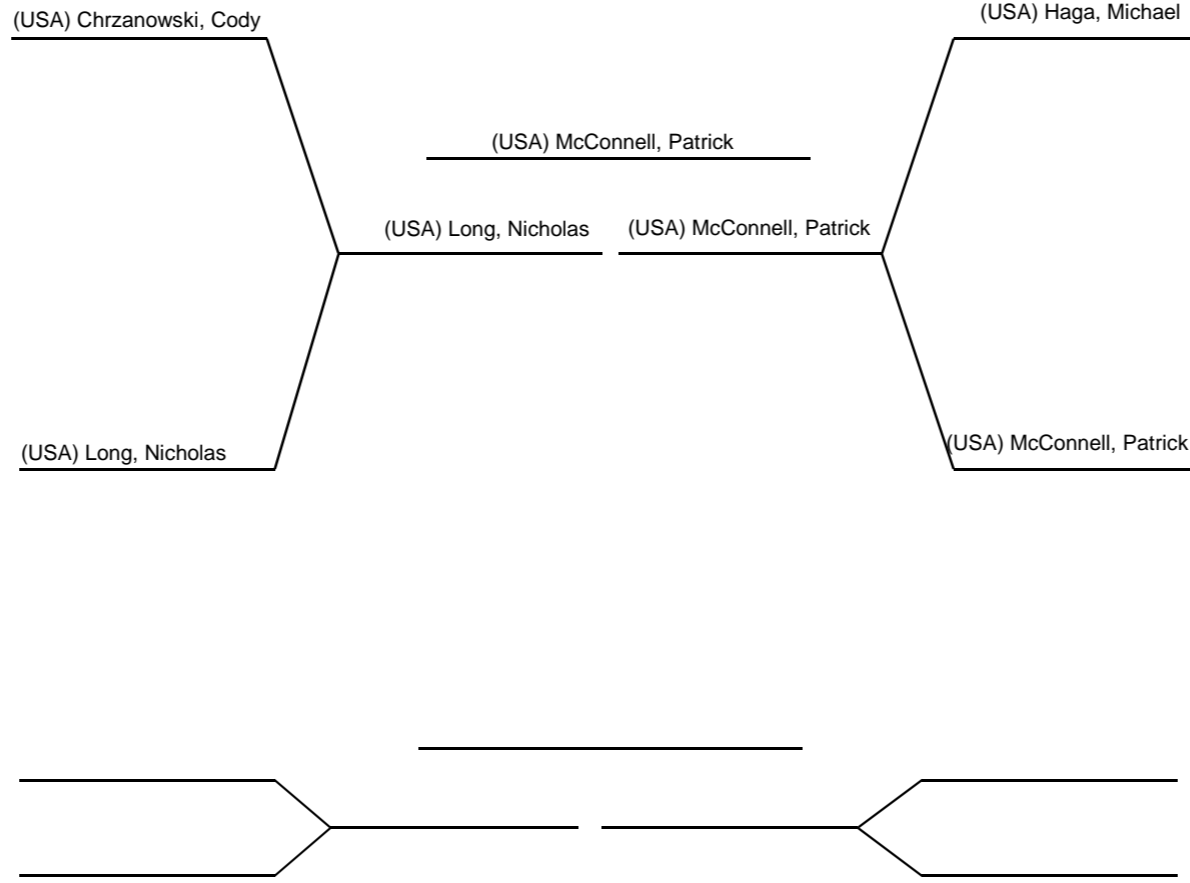 (USA) Chrzanowski, Cody
(USA) Haga, Michael
(USA) McConnell, Patrick
(USA) Long, Nicholas
(USA) McConnell, Patrick
(USA) Long, Nicholas
(USA) McConnell, Patrick